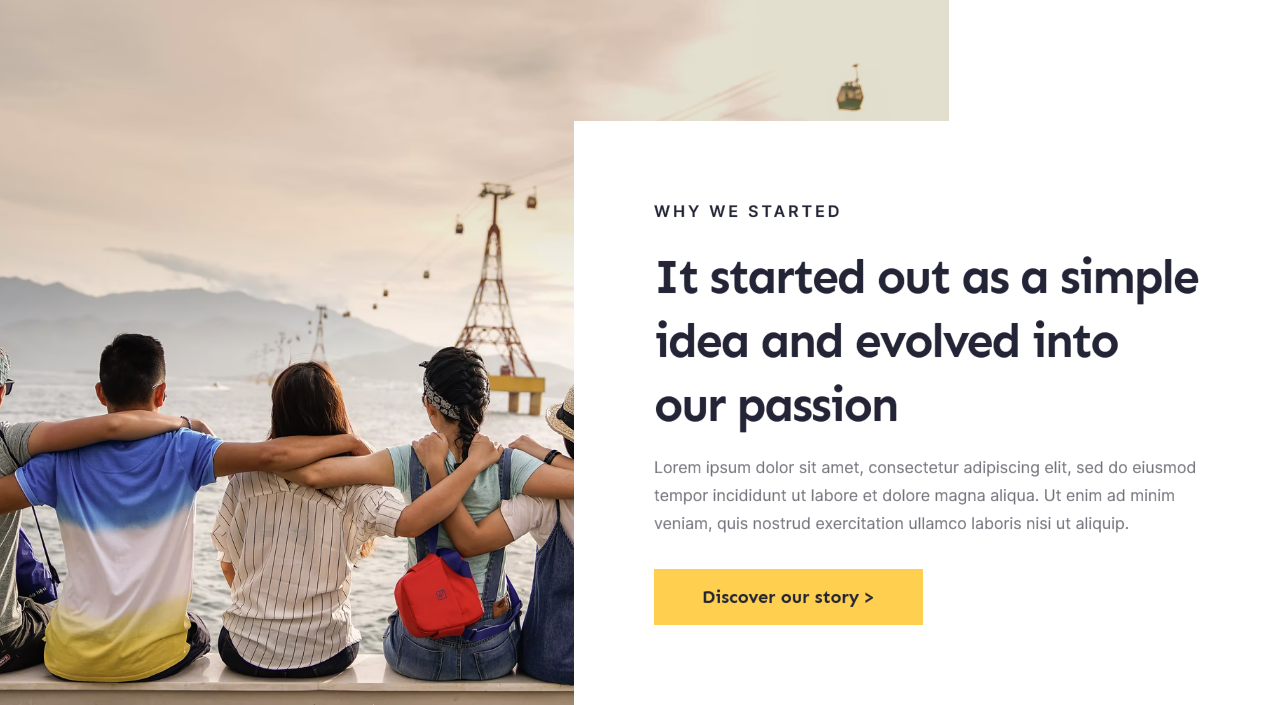 WHY WE STARTED
It started out as a simple
idea and evolved into
our passion
Lorem ipsum dolor sit amet, consectetur adipiscing elit, sed do eiusmod
tempor incididunt ut labore et dolore magna aliqua. Ut enim ad minim
veniam, quis nostrud exercitation ullamco laboris nisi ut aliquip.
Discover our story >